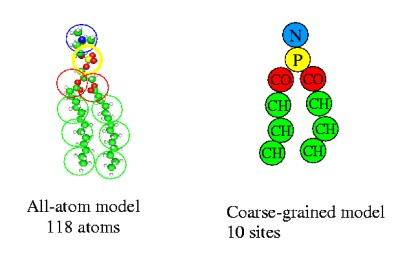 N
P
CO CO
CH CH
CH CH
CH CH
All-atom model
118 atoms
Coarse-grained model
10 sites